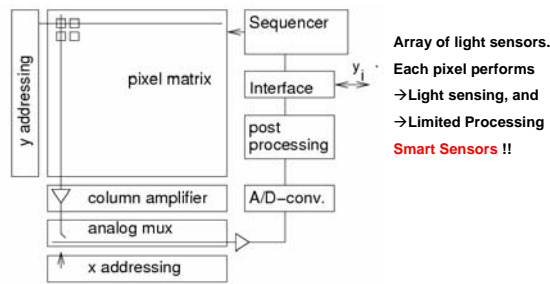 y addressing
pixel matrix
column amplifier
analog mux
x addressing
Sequencer
Interface
y_i
post
processing
A/D-conv.
Array of light sensors.
Each pixel performs
→Light sensing, and
→Limited Processing
Smart Sensors !!